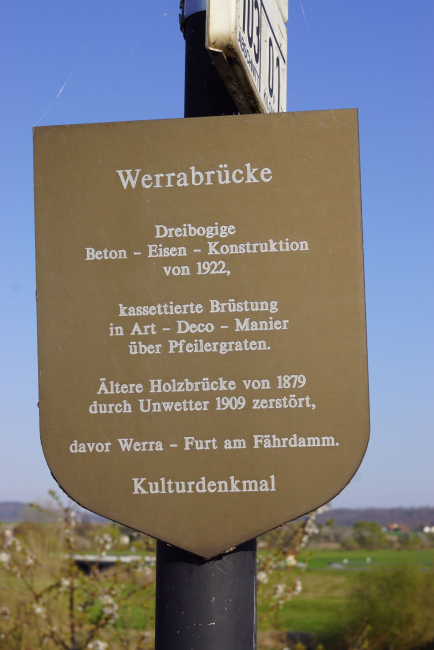 Werrabrücke
Dreibogige
Beton - Eisen - Konstruktion
von 1922,
kassettierte Brüstung
in Art - Deco - Manier
über Pfeilergraten.
Ältere Holzbrücke von 1879
durch Unwetter 1909 zerstört,
davor Werra - Furt am Fährdamm.
Kulturdenkmal